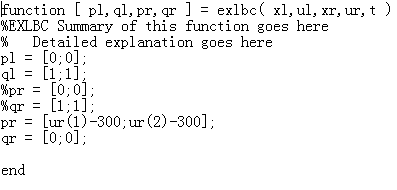 function [ pl,ql,pr,qr ] = exlbc( xl,ul,xr,ur,t )
%EXLBC Summary of this function goes here
%   Detailed explanation goes here
pl = [0;0];
ql = [1;1];
%pr = [0;0];
%qr = [1;1];
pr = [ur(1)-300;ur(2)-300];
qr = [0;0];
end